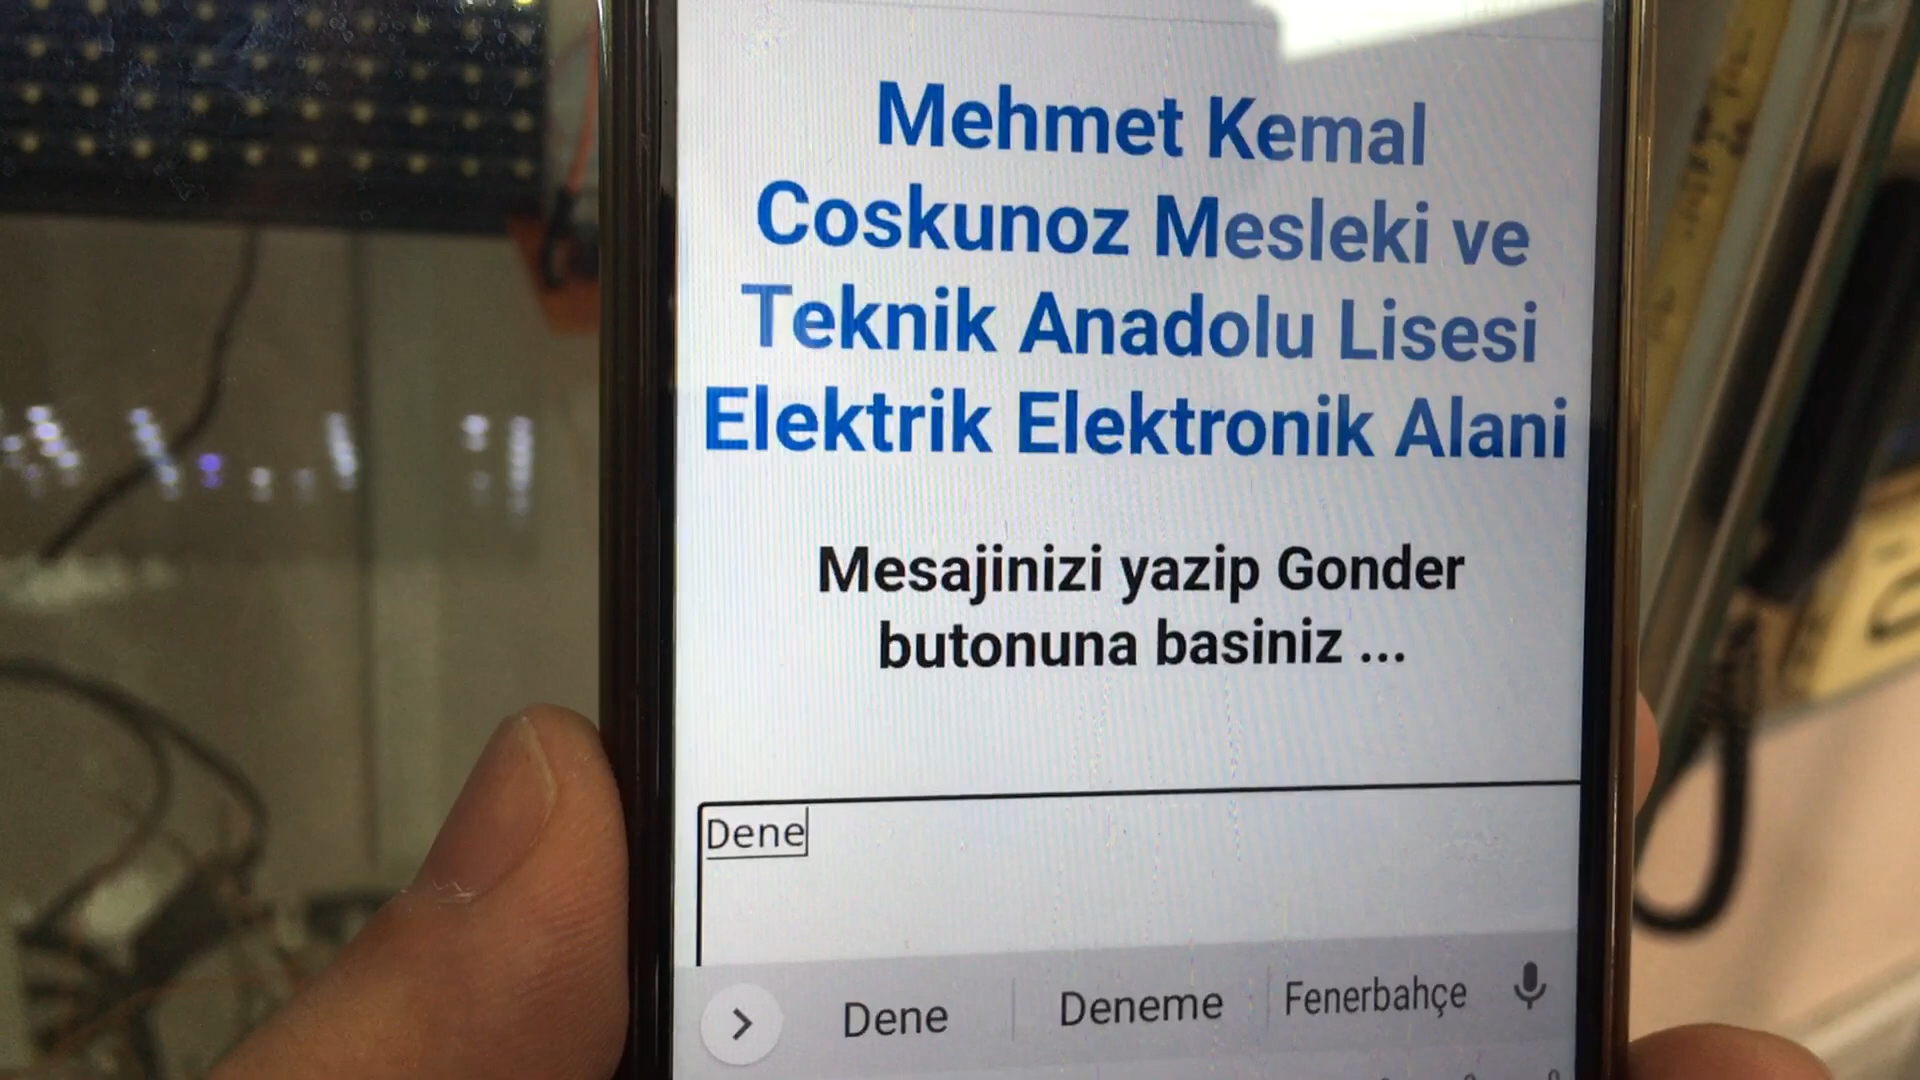 Mehmet Kemal
Coskunoz Mesleki ve
Teknik Anadolu Lisesi
Elektrik Elektronik Alani
Mesajinizi yazip Gonder
butonuna basiniz ...
Dene
Dene Deneme Fenerbahçe